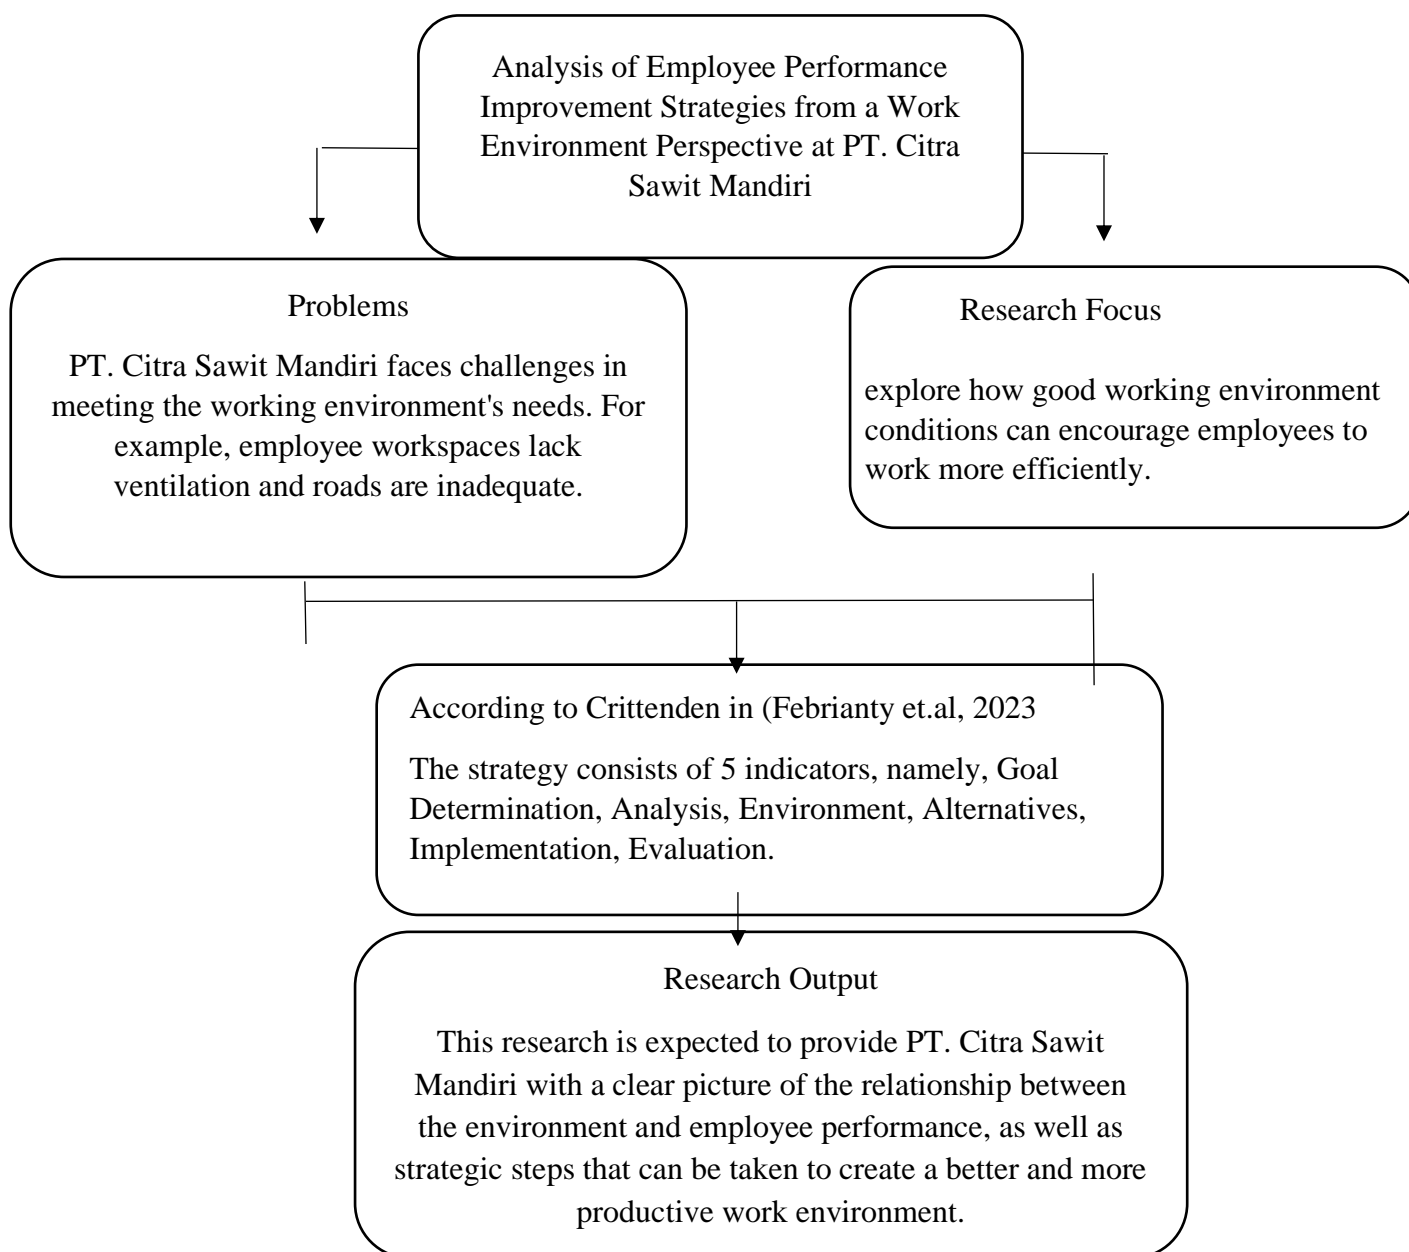 Analysis of Employee Performance
Improvement Strategies from a Work
Environment Perspective at PT. Citra
Sawit Mandiri
Problems
PT. Citra Sawit Mandiri faces challenges in
meeting the working environment's needs. For
example, employee workspaces lack
ventilation and roads are inadequate.
Research Focus
explore how good working environment
conditions can encourage employees to
work more efficiently.
According to Crittenden in (Febrianty et.al, 2023
The strategy consists of 5 indicators, namely, Goal
Determination, Analysis, Environment, Alternatives,
Implementation, Evaluation.
Research Output
This research is expected to provide PT. Citra Sawit
Mandiri with a clear picture of the relationship between
the environment and employee performance, as well as
strategic steps that can be taken to create a better and more
productive work environment.